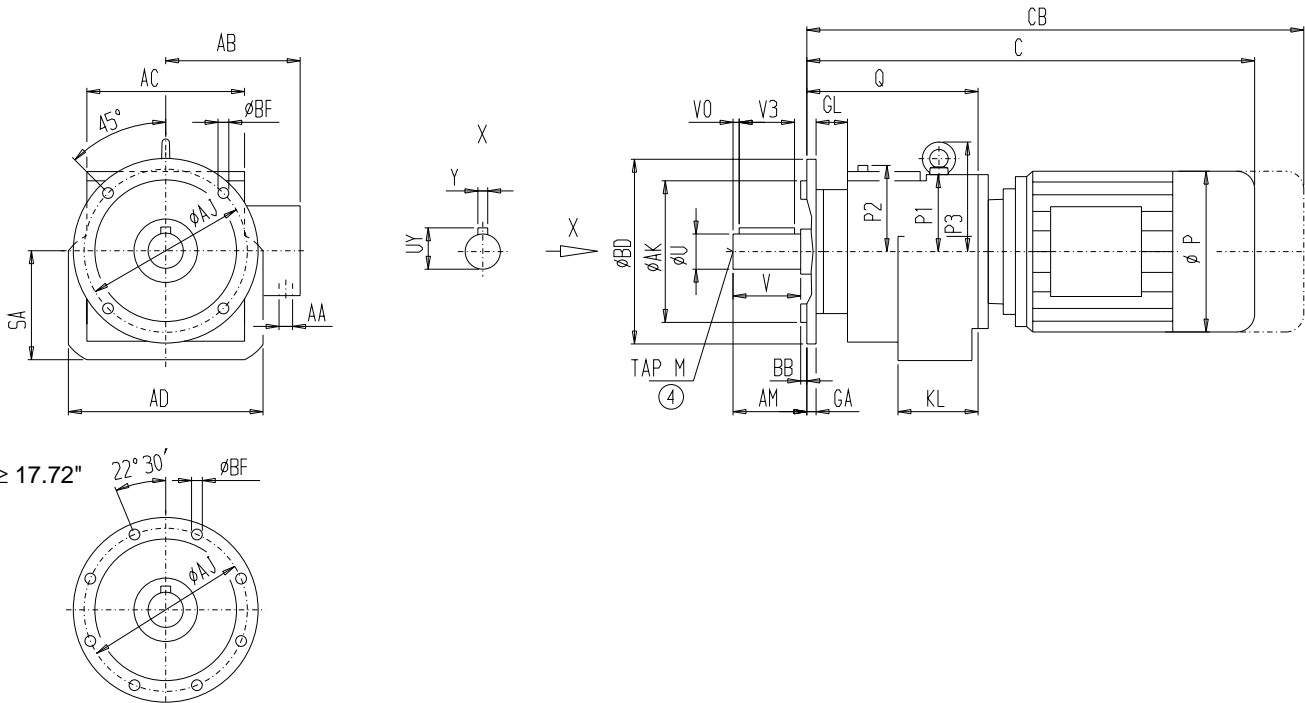 AB
AC
45°
øBF
øAJ
SA
AA
AD
X
Y
UY
X
CB
C
Q
V0
V3
GL
P2
P1
P3
øBD
øAK
øU
V
ø P
TAP M
4
BB
AM
GA
KL
≥ 17.72"
22°30′
øBF
øAJ